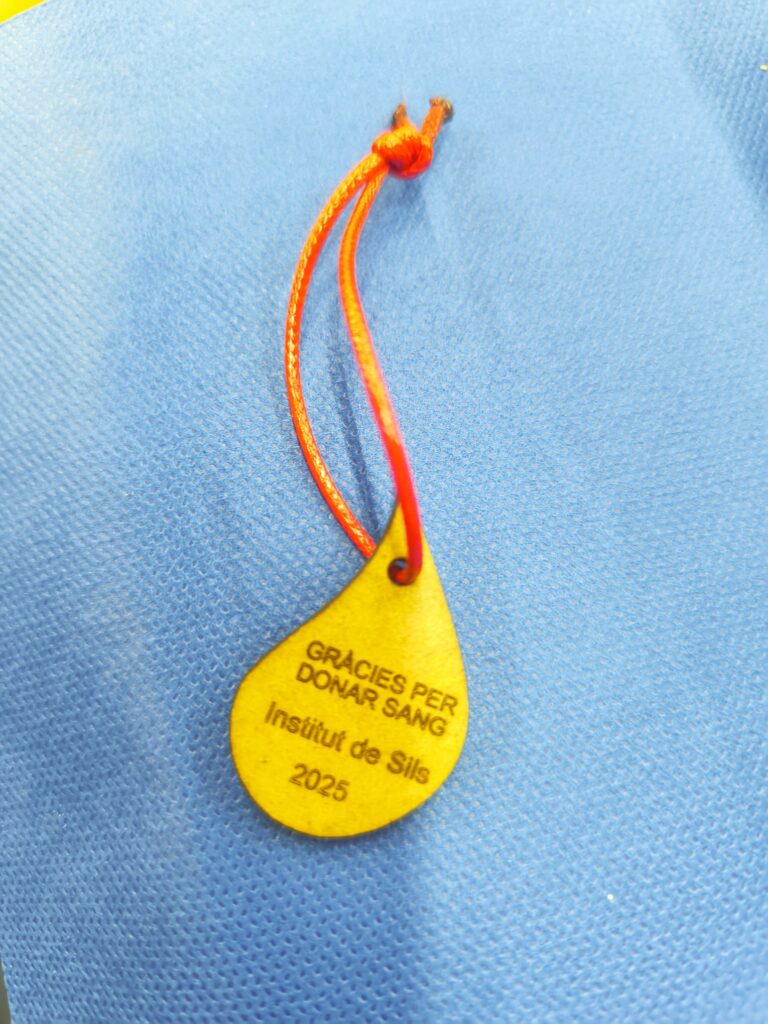 GRÀCIES PER
DONAR SANG
Institut de Sils
2025